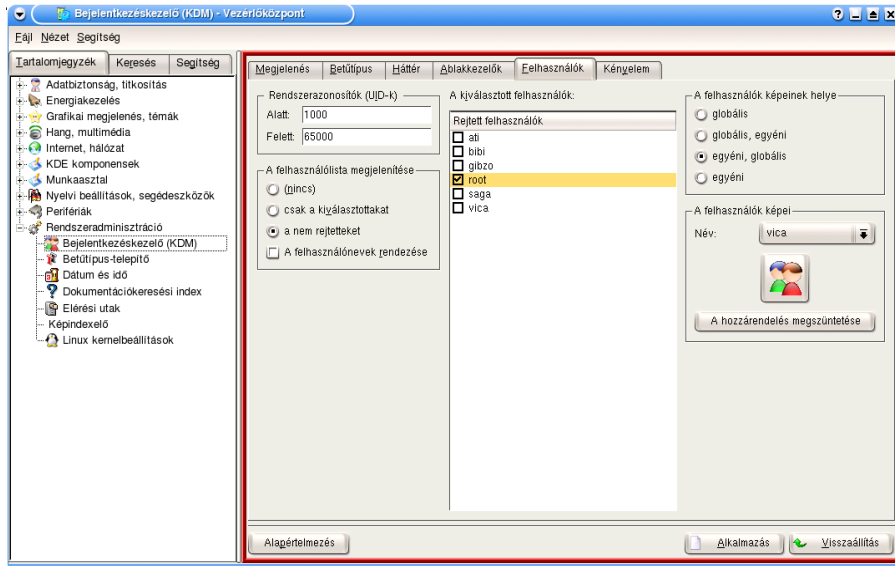 Bejelentkezéskezelő (KDM) - Vezérlőközpont
Fájl Nézet Segítség
Tartalomjegyzék Keresés Segítség
Adatbiztonság, titkosítás
Energiakezelés
Grafikai megjelenés, témák
Hang, multimédia
Internet, hálózat
KDE komponensek
Munkaasztal
Nyelvi beállítások, segédeszközök
Perifériák
Rendszeradminisztráció
Bejelentkezéskezelő (KDM)
Betűtípus-telepítő
Dátum és idő
Dokumentációkeresési index
Elérési utak
Képindexelő
Linux kernelbeállítások
Megjelenés Betűtípus Háttér Ablakkezelők Felhasználók Kényelem
Rendszerazonosítók (UID-k)
Alatt: 1000
Felett: 65000
A felhasználólista megjelenítése
(nincs)
csak a kiválasztottakat
a nem rejtetteket
A felhasználónevek rendezése
A kiválasztott felhasználók:
Rejtett felhasználók
ati
bibi
gibzo
root
saga
vica
A felhasználók képeinek helye
globális
globális, egyéni
egyéni, globális
egyéni
A felhasználók képei
Név: vica
A hozzárendelés megszüntetése
Alapértelmezés Alkalmazás Visszaállítás